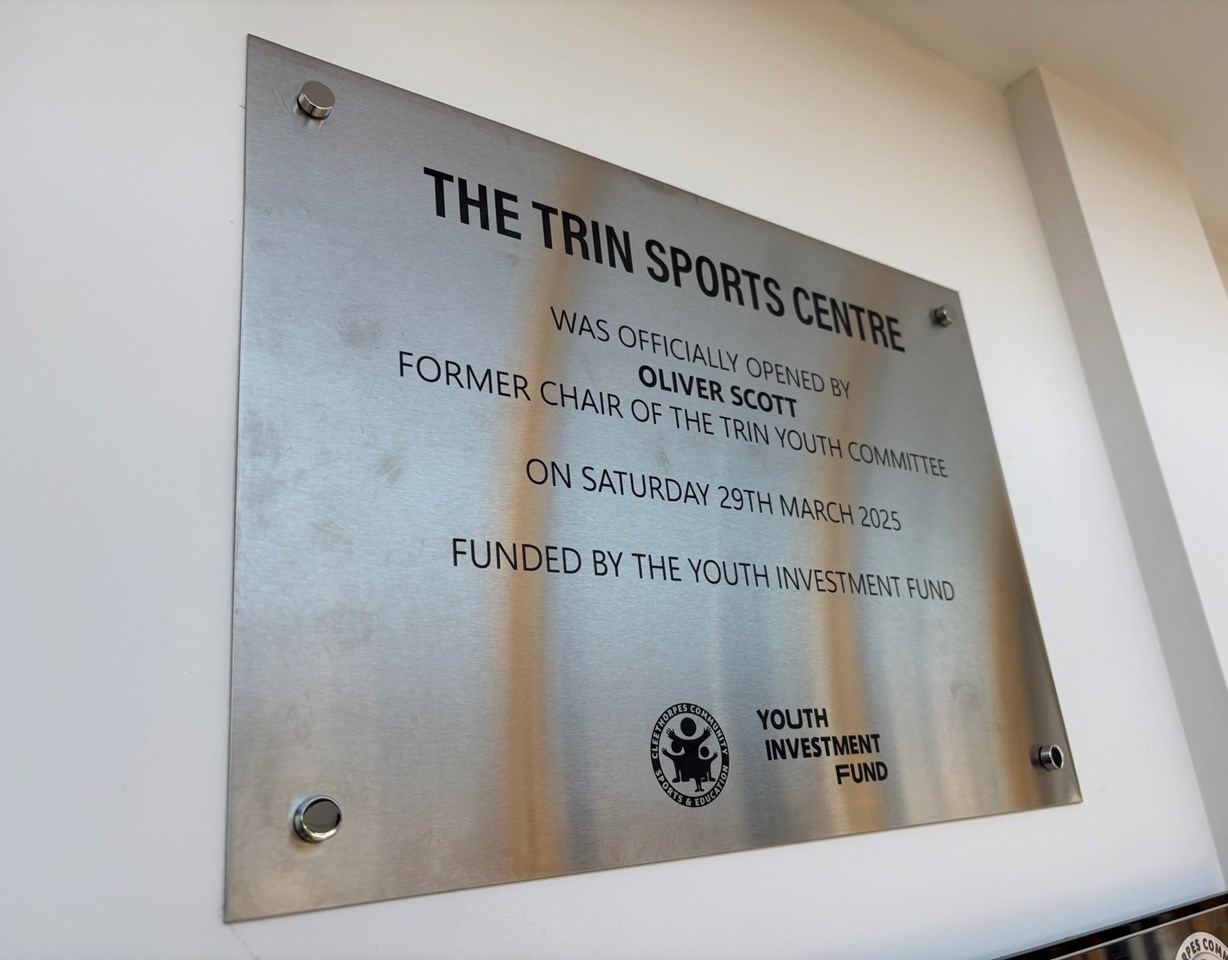 THE TRIN SPORTS CENTRE
WAS OFFICIALLY OPENED BY
OLIVER SCOTT
FORMER CHAIR OF THE TRIN YOUTH COMMITTEE
ON SATURDAY 29TH MARCH 2025
FUNDED BY THE YOUTH INVESTMENT FUND
CLEETHORPES COMMUNITY
SPORTS & EDUCATION
YOUTH
INVESTMENT
FUND